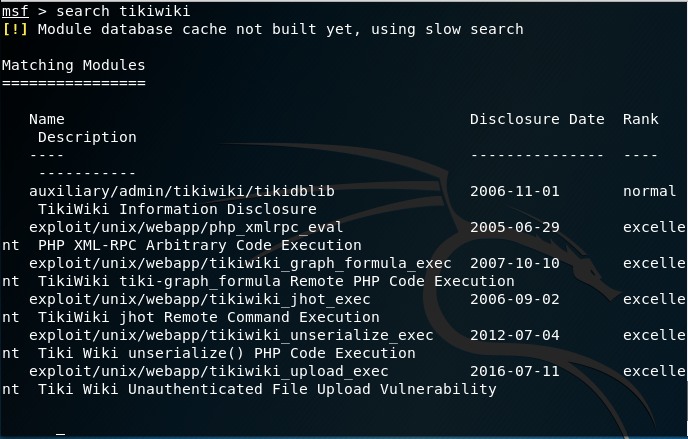 msf > search tikiwiki
[!] Module database cache not built yet, using slow search
Matching Modules
================
Name Disclosure Date Rank
Description
---- --------------- ----
-----------
auxiliary/admin/tikiwiki/tikidblib 2006-11-01 normal
TikiWiki Information Disclosure
exploit/unix/webapp/php_xmlrpc_eval 2005-06-29 excelle
nt PHP XML-RPC Arbitrary Code Execution
exploit/unix/webapp/tikiwiki_graph_formula_exec 2007-10-10 excelle
nt TikiWiki tiki-graph_formula Remote PHP Code Execution
exploit/unix/webapp/tikiwiki_jhot_exec 2006-09-02 excelle
nt TikiWiki jhot Remote Command Execution
exploit/unix/webapp/tikiwiki_unserialize_exec 2012-07-04 excelle
nt Tiki Wiki unserialize() PHP Code Execution
exploit/unix/webapp/tikiwiki_upload_exec 2016-07-11 excelle
nt Tiki Wiki Unauthenticated File Upload Vulnerability